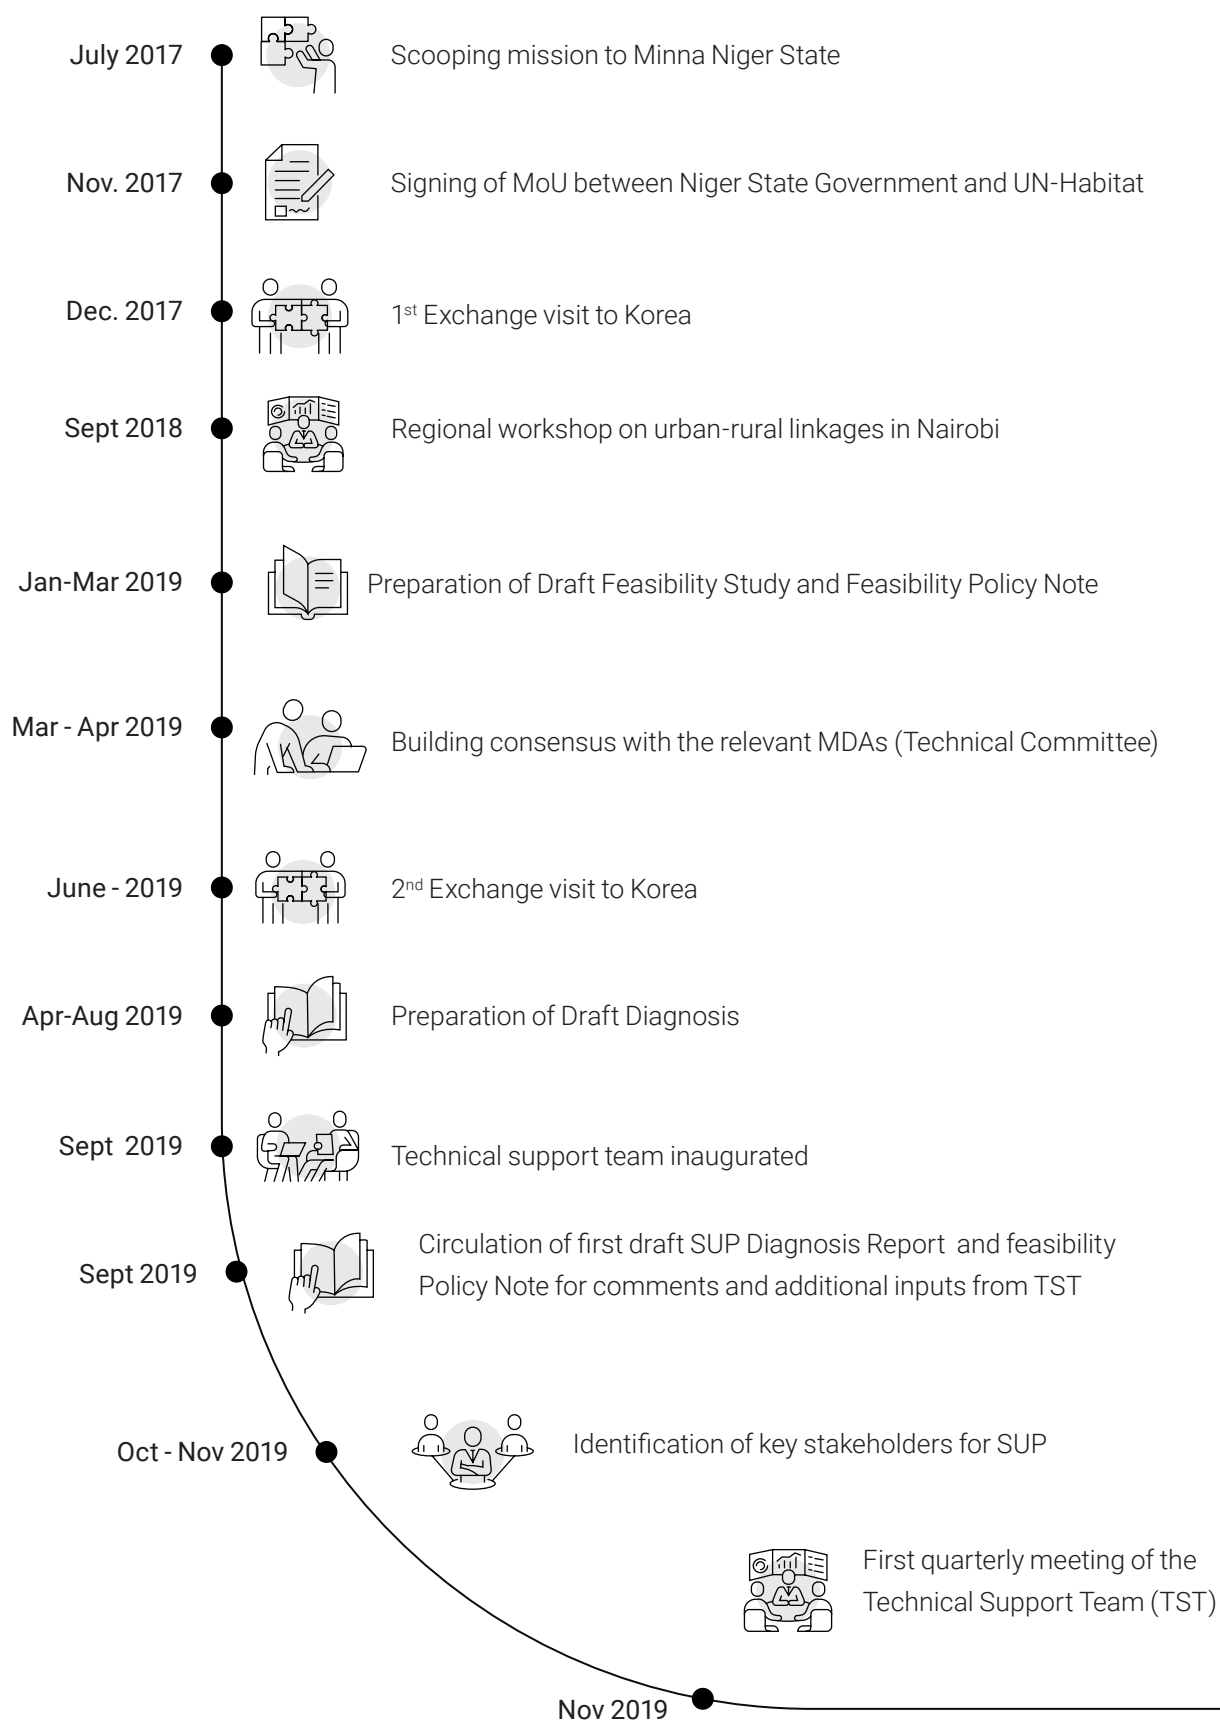 July 2017
Scooping mission to Minna Niger State
Nov. 2017
Signing of MoU between Niger State Government and UN-Habitat
Dec. 2017
1st Exchange visit to Korea
Sept 2018
Regional workshop on urban-rural linkages in Nairobi
Jan-Mar 2019
Preparation of Draft Feasibility Study and Feasibility Policy Note
Mar - Apr 2019
Building consensus with the relevant MDAs (Technical Committee)
June - 2019
2nd Exchange visit to Korea
Apr-Aug 2019
Preparation of Draft Diagnosis
Sept 2019
Technical support team inaugurated
Sept 2019
Circulation of first draft SUP Diagnosis Report and feasibility
Policy Note for comments and additional inputs from TST
Oct - Nov 2019
Identification of key stakeholders for SUP
First quarterly meeting of the
Technical Support Team (TST)
Nov 2019